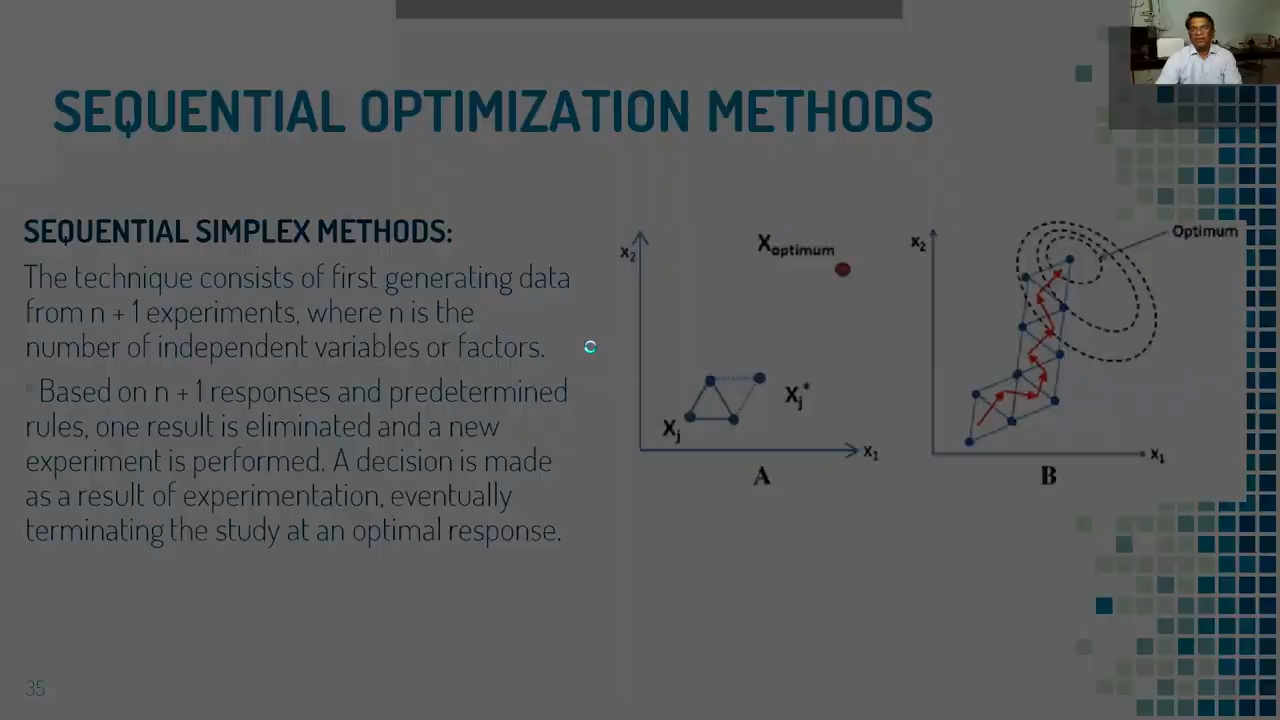 SEQUENTIAL OPTIMIZATION METHODS
SEQUENTIAL SIMPLEX METHODS:
The technique consists of first generating data
from n + 1 experiments, where n is the
number of independent variables or factors.
Based on n + 1 responses and predetermined
rules, one result is eliminated and a new
experiment is performed. A decision is made
as a result of experimentation, eventually
terminating the study at an optimal response.
x2
Xoptimum
Xj
Xj*
x1
A
x2
Optimum
x1
B
35